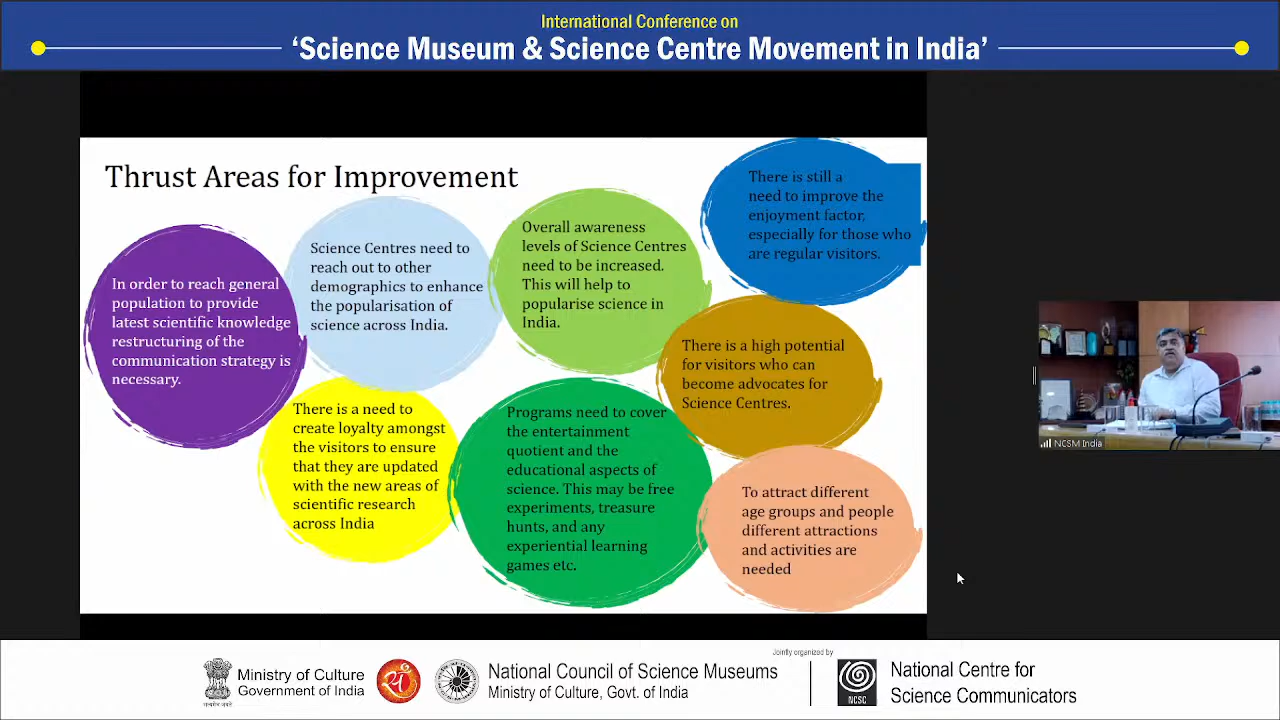 International Conference on
‘Science Museum & Science Centre Movement in India’
Thrust Areas for Improvement
In order to reach general
population to provide
latest scientific knowledge
restructuring of the
communication strategy is
necessary.
Science Centres need to
reach out to other
demographics to enhance
the popularisation of
science across India.
Overall awareness
levels of Science Centres
need to be increased.
This will help to
popularise science in
India.
There is still a
need to improve the
enjoyment factor,
especially for those who
are regular visitors.
There is a high potential
for visitors who can
become advocates for
Science Centres.
There is a need to
create loyalty amongst
the visitors to ensure
that they are updated
with the new areas of
scientific research
across India
Programs need to cover
the entertainment
quotient and the
educational aspects of
science. This may be free
experiments, treasure
hunts, and any
experiential learning
games etc.
To attract different
age groups and people
different attractions
and activities are
needed
NCSM India
Ministry of Culture
Government of India
National Council of Science Museums
Ministry of Culture, Govt. of India
Jointly organized by
NCSC
National Centre for
Science Communicators